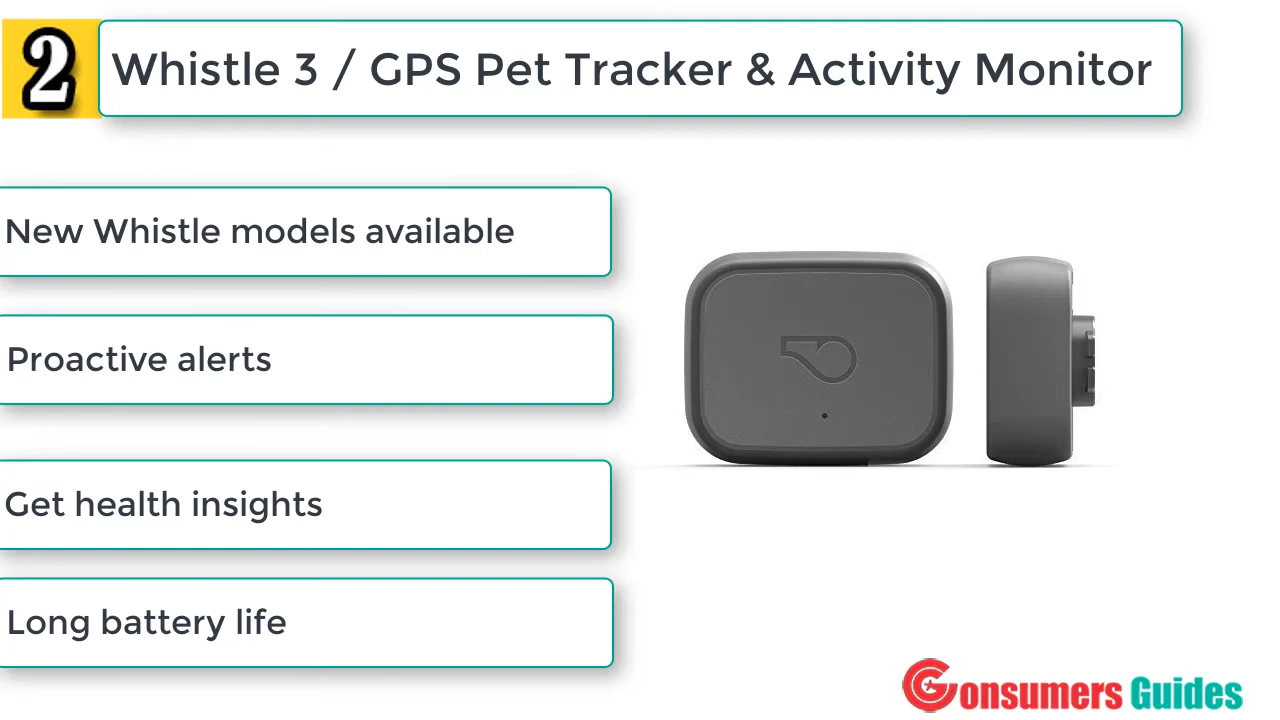 2
Whistle 3 / GPS Pet Tracker & Activity Monitor
New Whistle models available
Proactive alerts
Get health insights
Long battery life
Consumers Guides